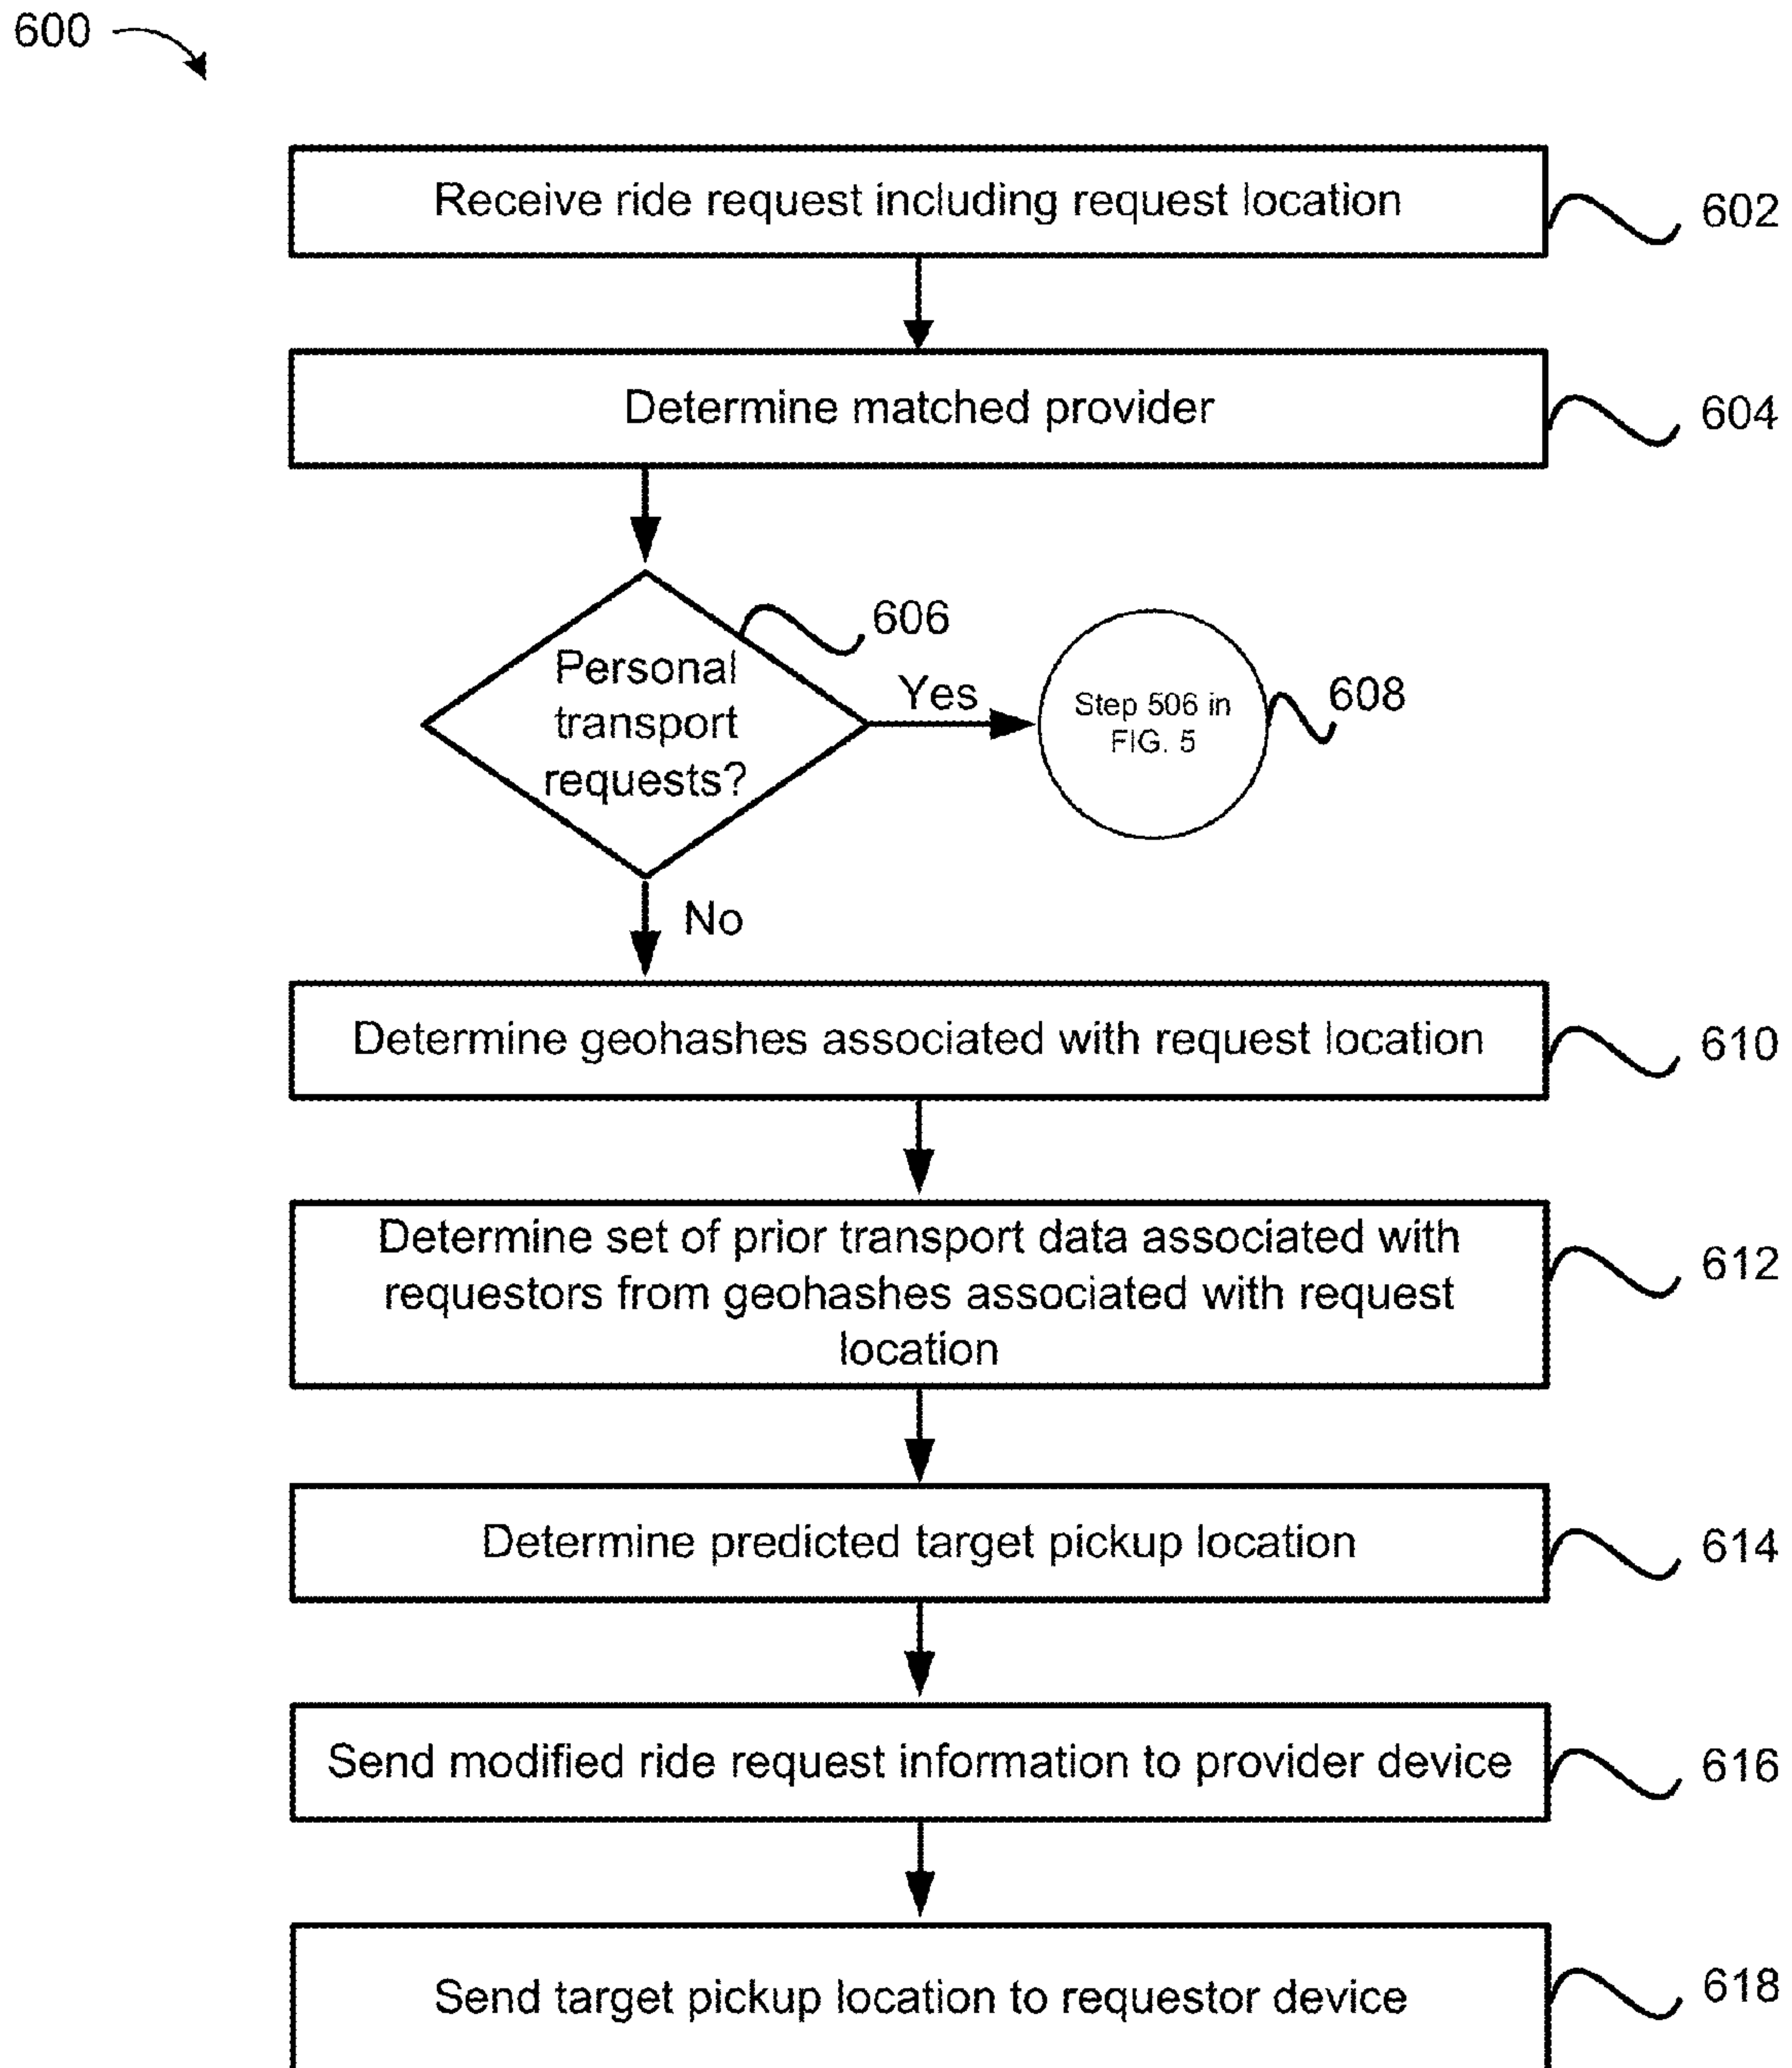 600
Receive ride request including request location
602
Determine matched provider
604
606
Personal
transport
requests?
Yes
Step 506 in
FIG. 5
608
No
Determine geohashes associated with request location
610
Determine set of prior transport data associated with
requestors from geohashes associated with request
location
612
Determine predicted target pickup location
614
Send modified ride request information to provider device
616
Send target pickup location to requestor device
618